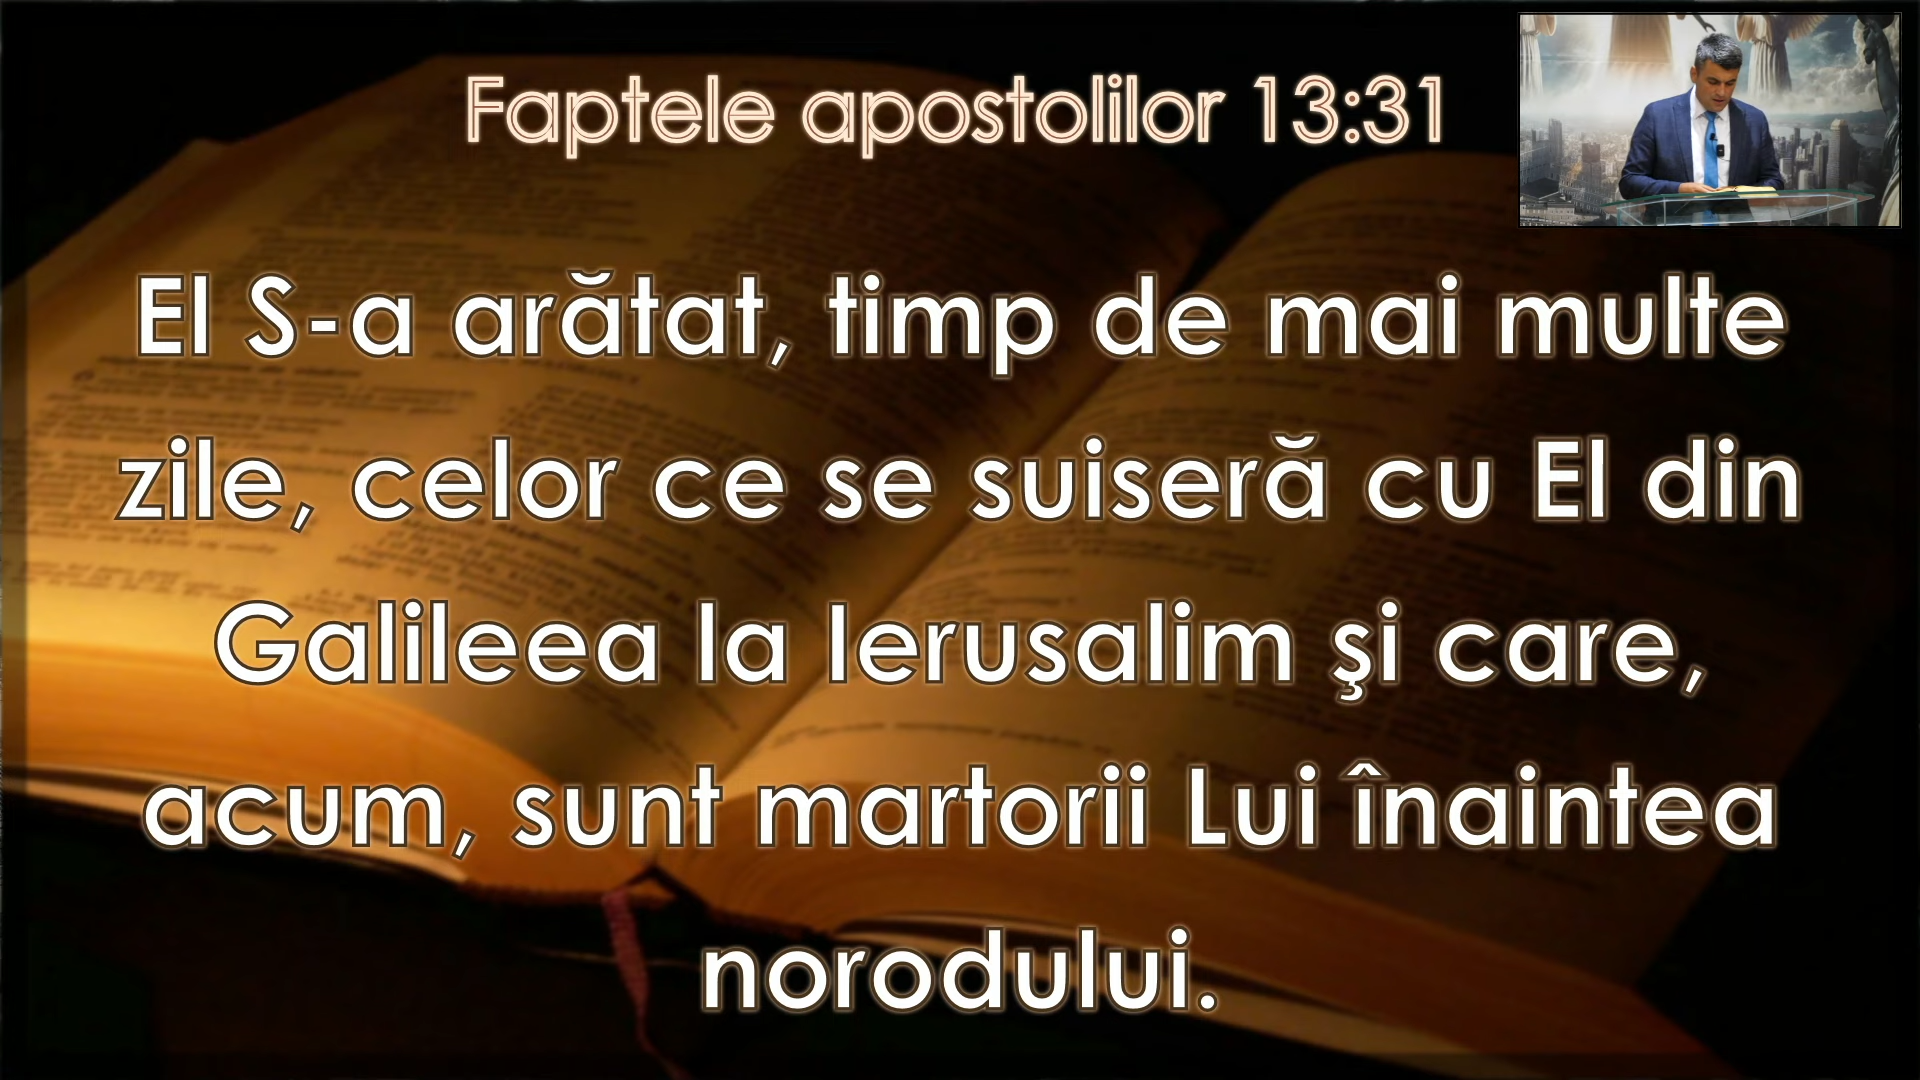 Faptele apostolilor 13:31
El S-a arătat, timp de mai multe
zile, celor ce se suiseră cu El din
Galileea la Ierusalim şi care,
acum, sunt martorii Lui înaintea
norodului.